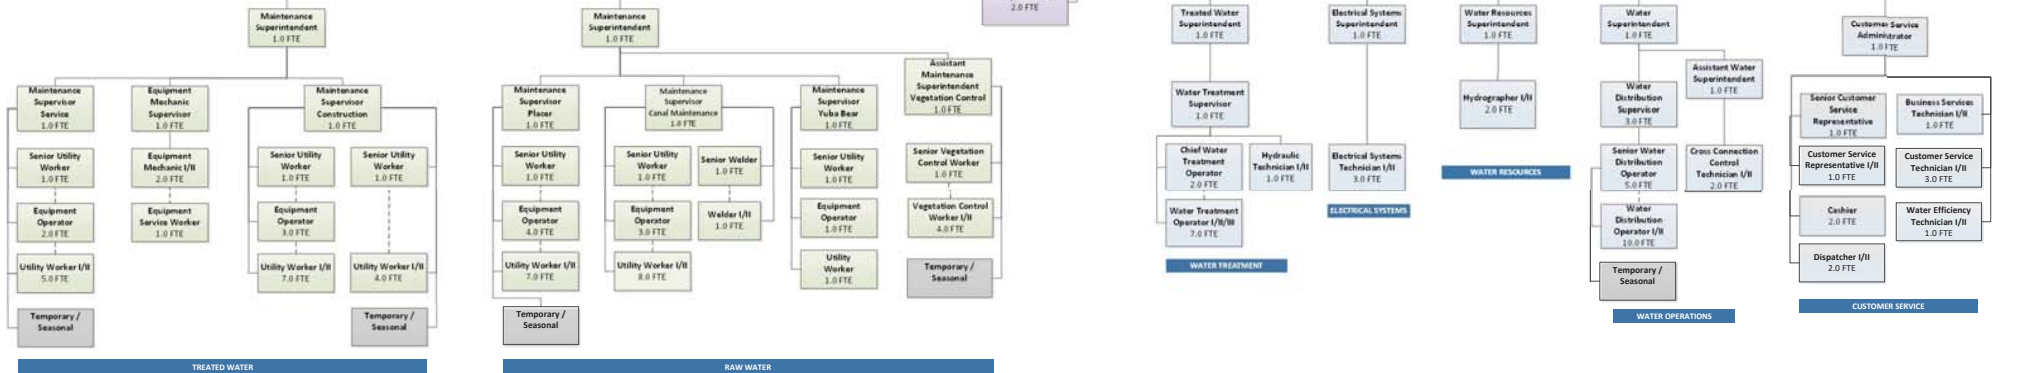 Maintenance
Superintendent
1.0 FTE
Maintenance
Supervisor
Service
1.0 FTE
Senior Utility
Worker
1.0 FTE
Equipment
Operator
2.0 FTE
Utility Worker I/II
5.0 FTE
Temporary /
Seasonal
Equipment
Mechanic
Supervisor
1.0 FTE
Equipment
Mechanic I/II
2.0 FTE
Equipment
Service Worker
1.0 FTE
Maintenance
Supervisor
Construction
1.0 FTE
Senior Utility
Worker
1.0 FTE
Equipment
Operator
3.0 FTE
Utility Worker I/II
7.0 FTE
Senior Utility
Worker
1.0 FTE
Utility Worker I/II
4.0 FTE
Temporary /
Seasonal
TREATED WATER
Maintenance
Superintendent
1.0 FTE
Maintenance
Supervisor
Placer
1.0 FTE
Senior Utility
Worker
1.0 FTE
Equipment
Operator
4.0 FTE
Utility Worker I/II
7.0 FTE
Temporary /
Seasonal
Maintenance
Supervisor
Canal Maintenance
1.0 FTE
Senior Utility
Worker
1.0 FTE
Equipment
Operator
3.0 FTE
Utility Worker I/II
8.0 FTE
Senior Welder
1.0 FTE
Welder I/II
1.0 FTE
Maintenance
Supervisor
Yuba Bear
1.0 FTE
Senior Utility
Worker
1.0 FTE
Equipment
Operator
1.0 FTE
Utility
Worker
1.0 FTE
Assistant
Maintenance
Superintendent
Vegetation Control
1.0 FTE
Senior Vegetation
Control Worker
1.0 FTE
Vegetation Control
Worker I/II
4.0 FTE
Temporary /
Seasonal
RAW WATER
2.0 FTE
Treated Water
Superintendent
1.0 FTE
Water Treatment
Supervisor
1.0 FTE
Chief Water
Treatment
Operator
2.0 FTE
Hydraulic
Technician I/II
1.0 FTE
Water Treatment
Operator I/II/III
7.0 FTE
WATER TREATMENT
Electrical Systems
Superintendent
1.0 FTE
Electrical Systems
Technician I/II
3.0 FTE
ELECTRICAL SYSTEMS
Water Resources
Superintendent
1.0 FTE
Hydrographer I/II
2.0 FTE
WATER RESOURCES
Water
Superintendent
1.0 FTE
Assistant Water
Superintendent
1.0 FTE
Water
Distribution
Supervisor
3.0 FTE
Senior Water
Distribution
Operator
5.0 FTE
Cross Connection
Control
Technician I/II
2.0 FTE
Water
Distribution
Operator I/II
10.0 FTE
Temporary /
Seasonal
WATER OPERATIONS
Customer Service
Administrator
1.0 FTE
Senior Customer
Service
Representative
1.0 FTE
Business Services
Technician I/II
1.0 FTE
Customer Service
Representative I/II
1.0 FTE
Customer Service
Technician I/II
3.0 FTE
Cashier
2.0 FTE
Water Efficiency
Technician I/II
1.0 FTE
Dispatcher I/II
2.0 FTE
CUSTOMER SERVICE